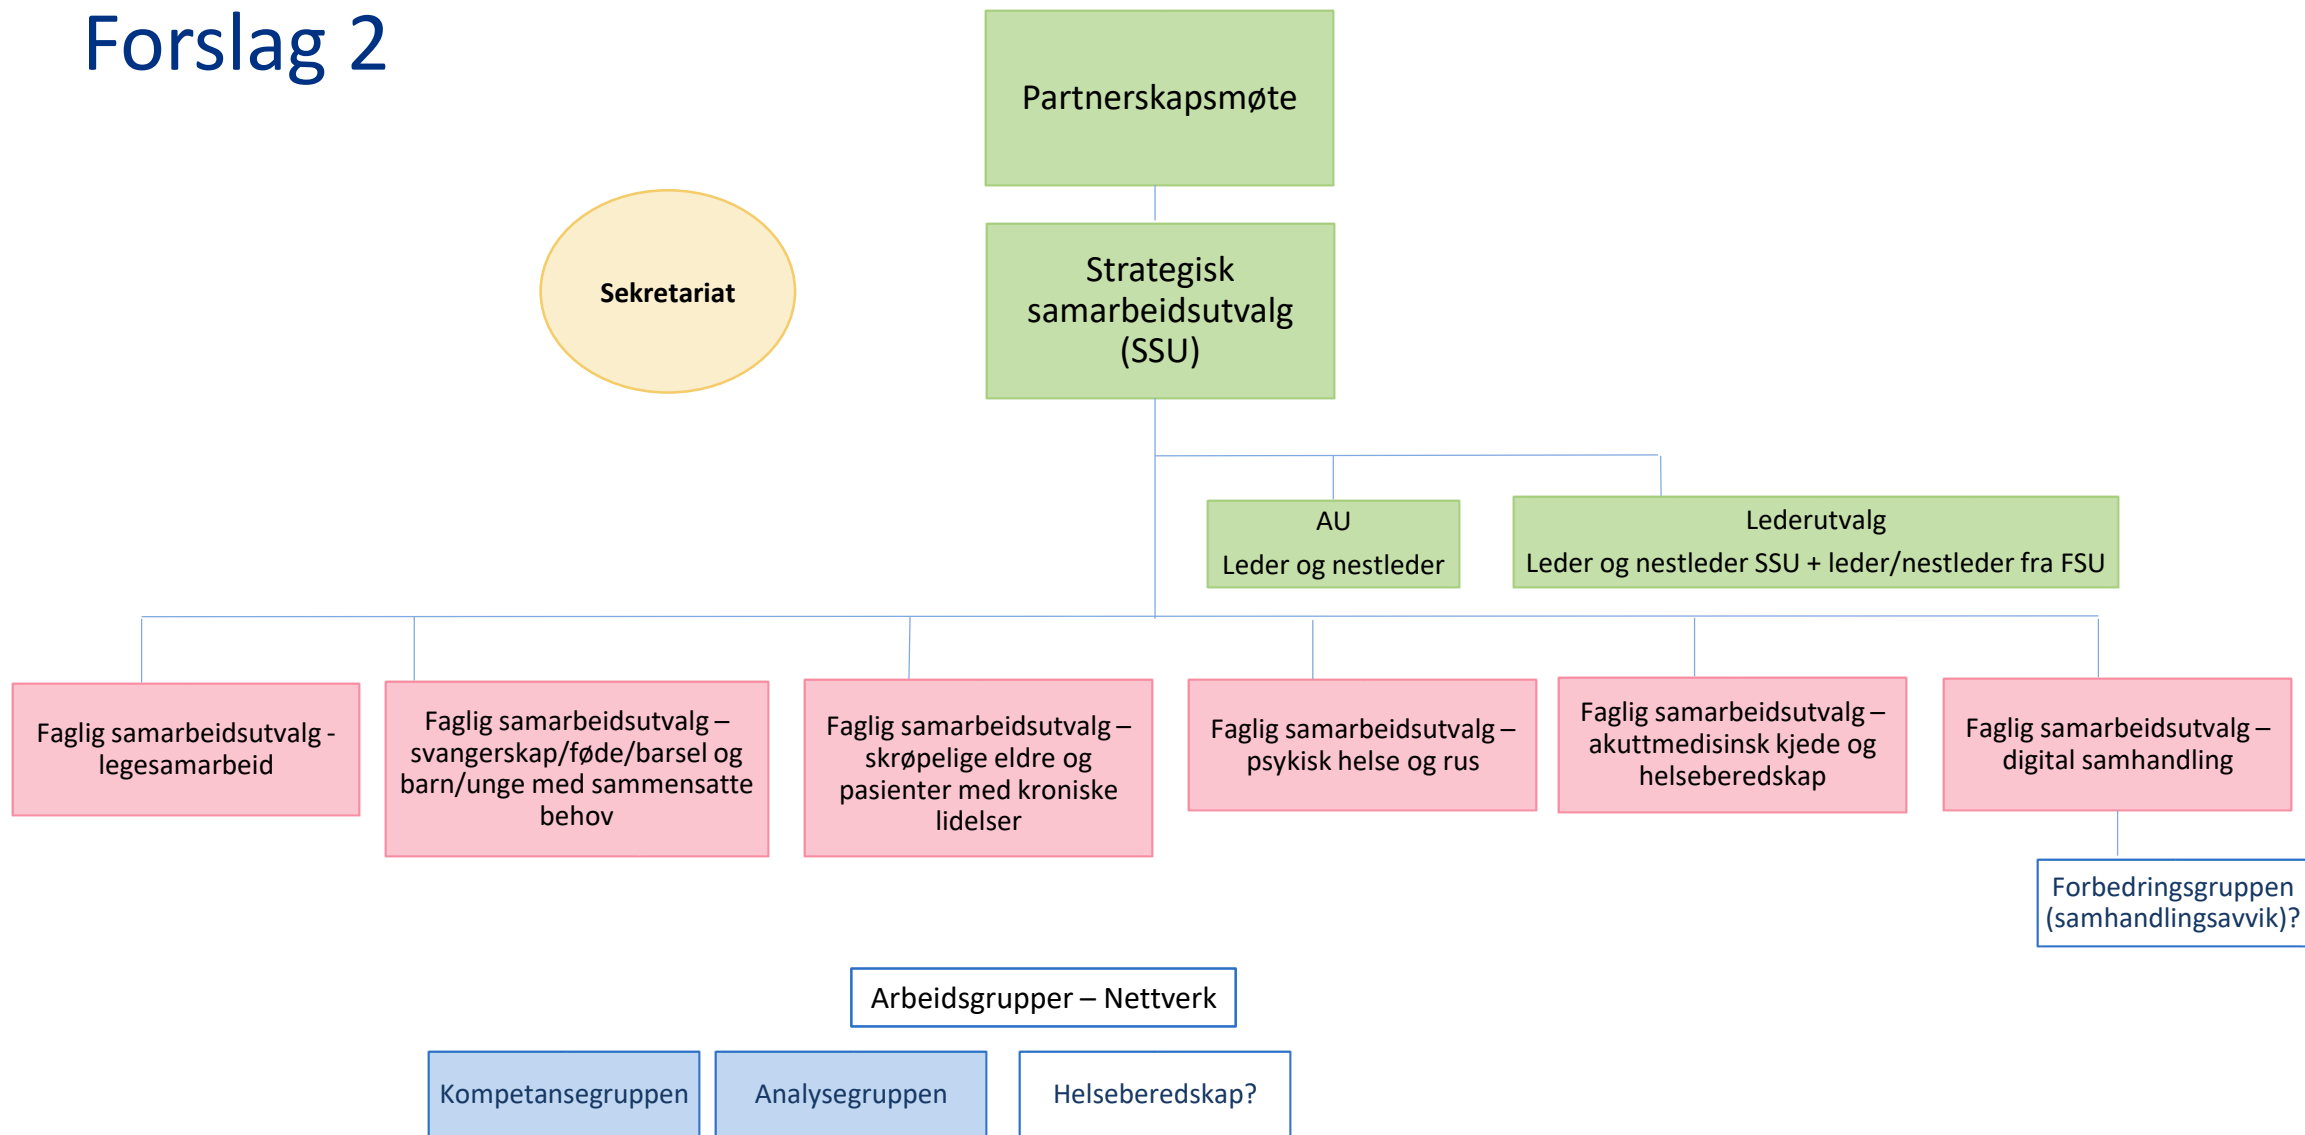 Forslag 2
Partnerskapsmøte
Sekretariat
Strategisk
samarbeidsutvalg
(SSU)
AU
Leder og nestleder
Lederutvalg
Leder og nestleder SSU + leder/nestleder fra FSU
Faglig samarbeidsutvalg -
legesamarbeid
Faglig samarbeidsutvalg –
svangerskap/føde/barsel og
barn/unge med sammensatte
behov
Faglig samarbeidsutvalg –
skrøpelige eldre og
pasienter med kroniske
lidelser
Faglig samarbeidsutvalg –
psykisk helse og rus
Faglig samarbeidsutvalg –
akuttmedisinsk kjede og
helseberedskap
Faglig samarbeidsutvalg –
digital samhandling
Forbedringsgruppen
(samhandlingsavvik)?
Arbeidsgrupper – Nettverk
Kompetansegruppen
Analysegruppen
Helseberedskap?